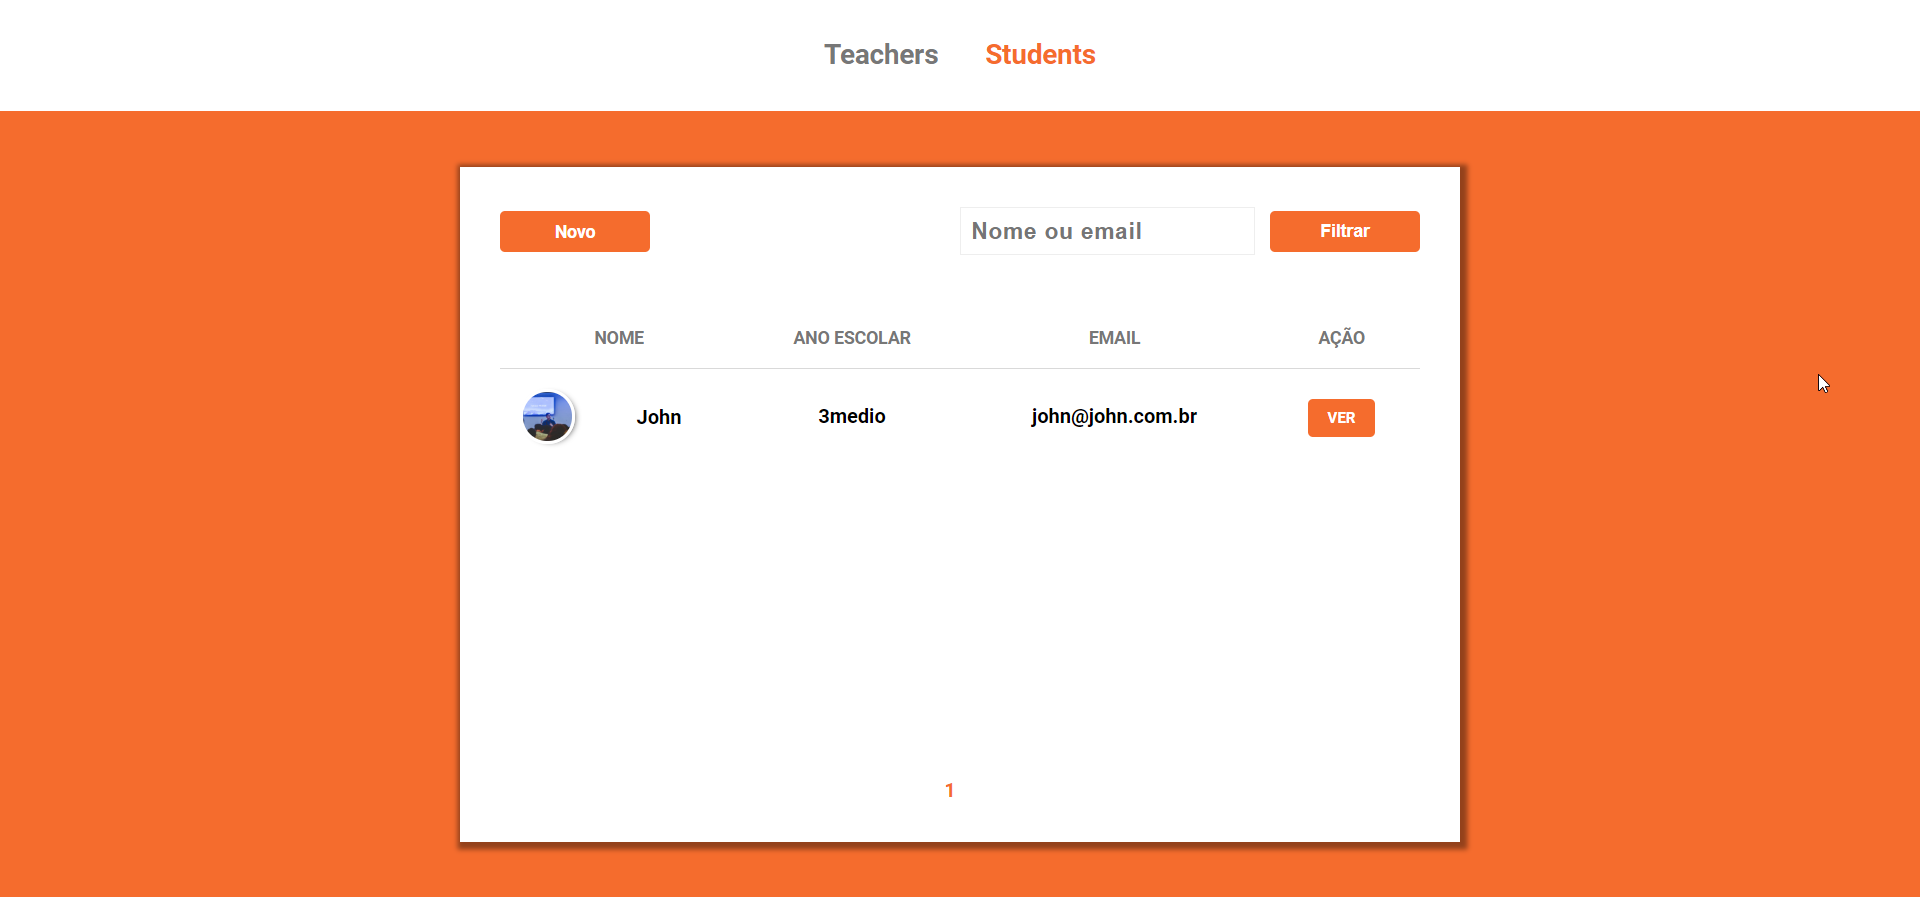 Teachers Students
Novo Nome ou email Filtrar
NOME ANO ESCOLAR EMAIL AÇÃO
John 3medio john@john.com.br VER
1